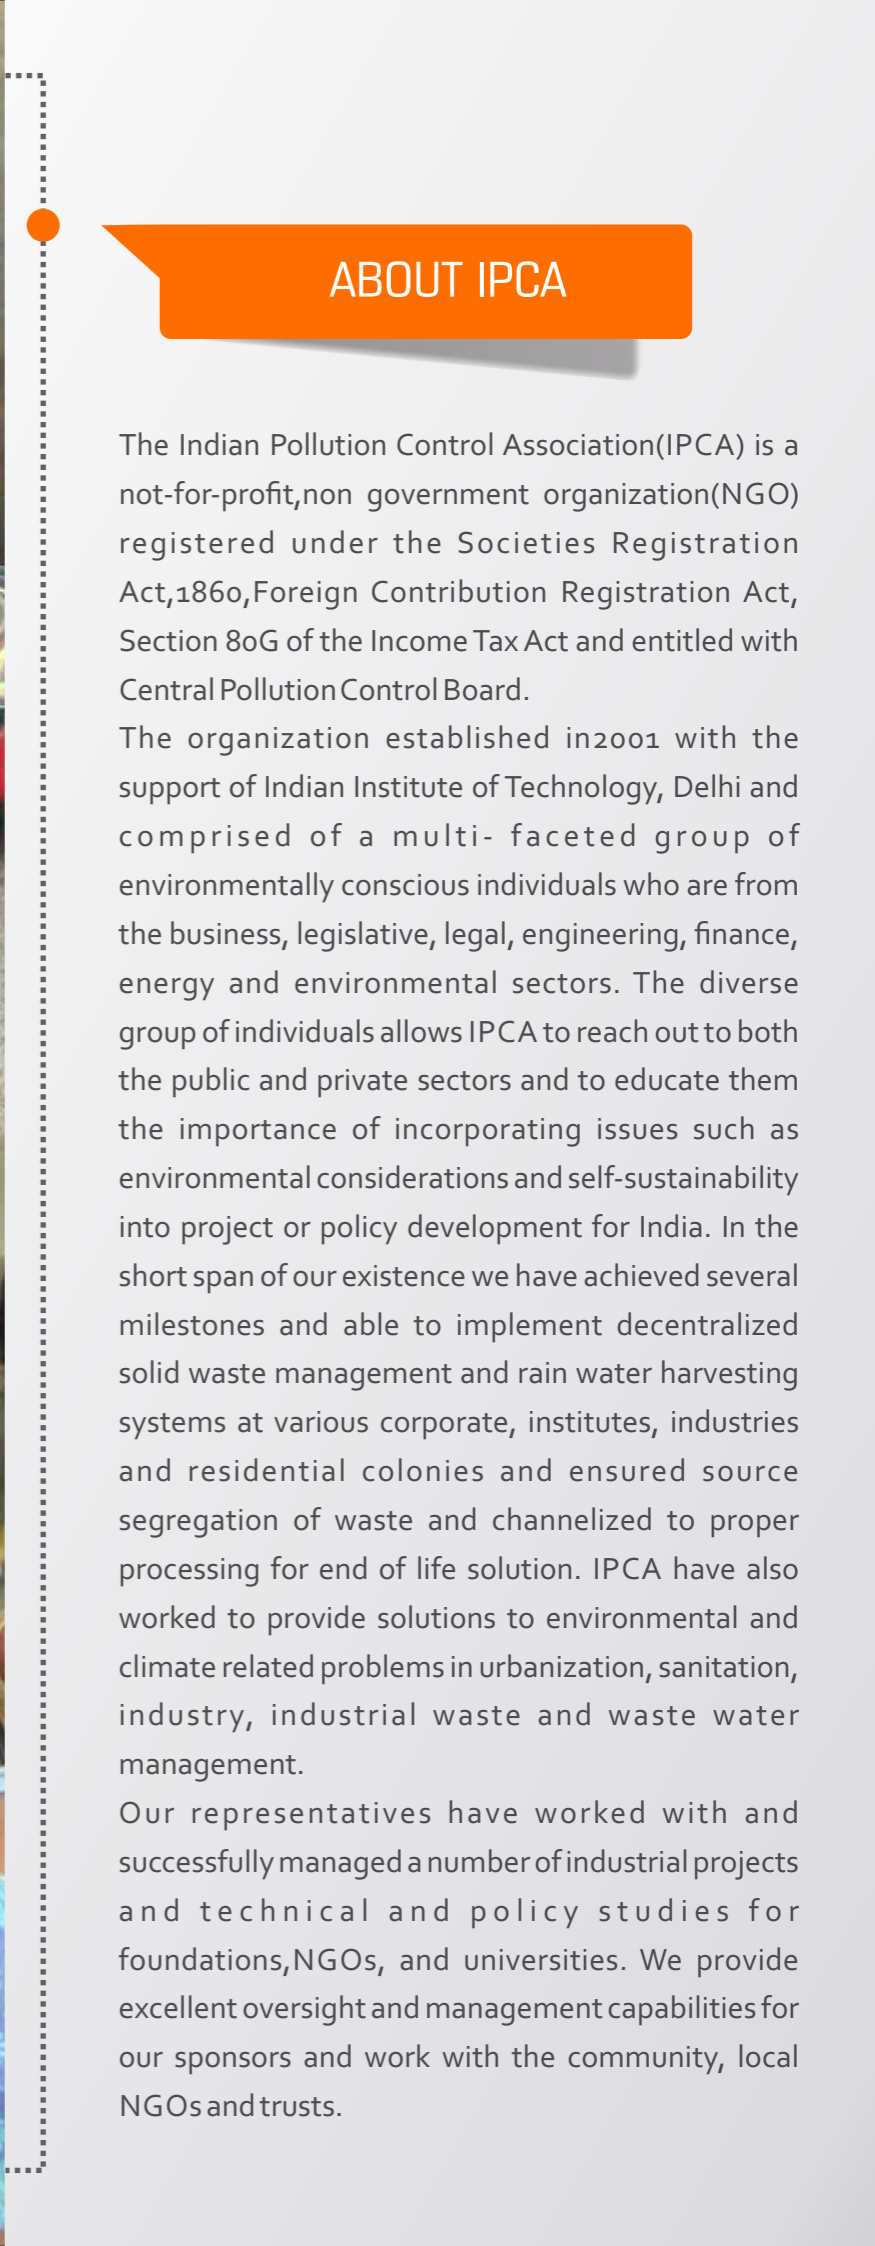 ABOUT IPCA
The Indian Pollution Control Association(IPCA) is a
not-for-profit,non government organization(NGO)
registered under the Societies Registration
Act,1860,Foreign Contribution Registration Act,
Section 80G of the Income Tax Act and entitled with
Central Pollution Control Board.
The organization established in2001 with the
support of Indian Institute of Technology, Delhi and
comprised of a multi- faceted group of
environmentally conscious individuals who are from
the business, legislative, legal, engineering, finance,
energy and environmental sectors. The diverse
group of individuals allows IPCA to reach out to both
the public and private sectors and to educate them
the importance of incorporating issues such as
environmental considerations and self-sustainability
into project or policy development for India. In the
short span of our existence we have achieved several
milestones and able to implement decentralized
solid waste management and rain water harvesting
systems at various corporate, institutes, industries
and residential colonies and ensured source
segregation of waste and channelized to proper
processing for end of life solution. IPCA have also
worked to provide solutions to environmental and
climate related problems in urbanization, sanitation,
industry, industrial waste and waste water
management.
Our representatives have worked with and
successfully managed a number of industrial projects
and technical and policy studies for
foundations,NGOs, and universities. We provide
excellent oversight and management capabilities for
our sponsors and work with the community, local
NGOs and trusts.